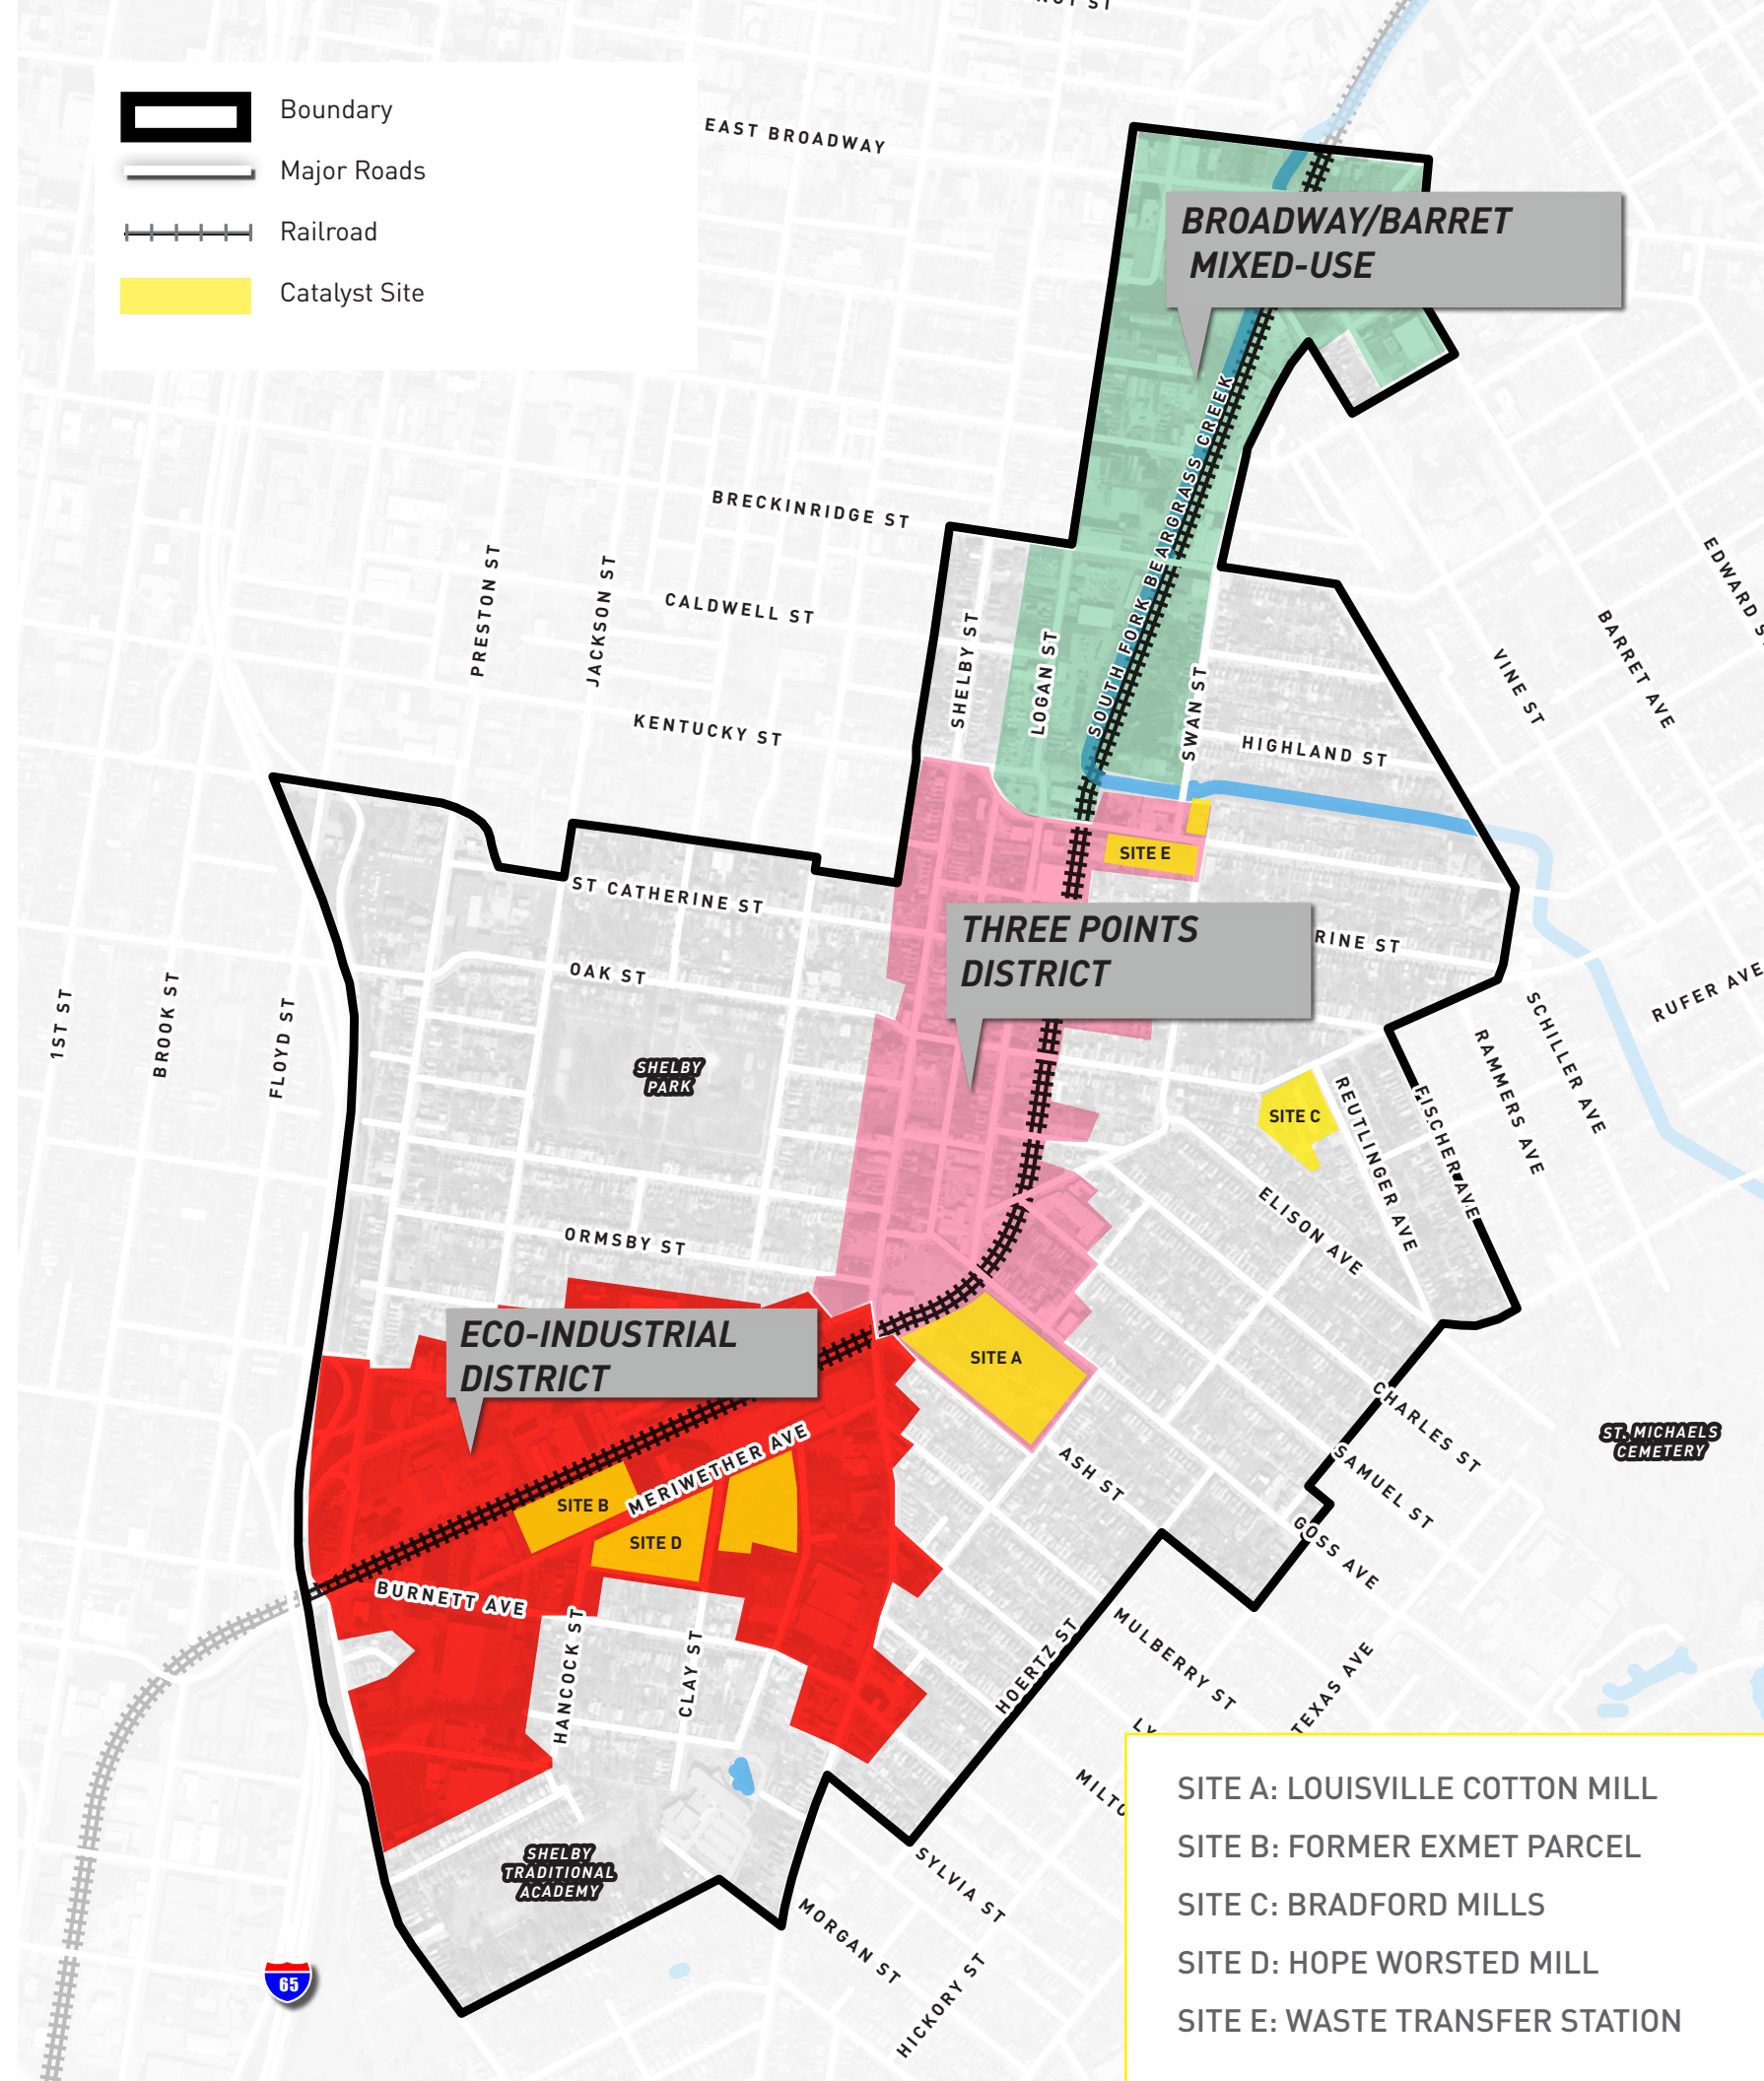 Boundary
Major Roads
Railroad
Catalyst Site
EAST BROADWAY
BROADWAY/BARRET
MIXED-USE
BRECKINRIDGE ST
PRESTON ST
JACKSON ST
CALDWELL ST
KENTUCKY ST
SHELBY ST
LOGAN ST
SOUTH FORK BEARGRASS CREEK
SWAN ST
HIGHLAND ST
VINE ST
BARRET AVE
EDWARD S
SITE E
ST CATHERINE ST
OAK ST
THREE POINTS
DISTRICT
RINE ST
1ST ST
BROOK ST
FLOYD ST
SHELBY
PARK
SITE C
REUTLINGER AVE
FISCHER AVE
RAMMERS AVE
SCHILLER AVE
RUFER AVE
ELISON AVE
ORMSBY ST
ECO-INDUSTRIAL
DISTRICT
SITE A
CHARLES ST
SAMUEL ST
GOSS AVE
ASH ST
ST. MICHAELS
CEMETERY
MERIWETHER AVE
SITE B
SITE D
BURNETT AVE
HANCOCK ST
CLAY ST
HOERTZ ST
MULBERRY ST
TEXAS AVE
LY
MILTO
SYLVIA ST
MORGAN ST
HICKORY ST
SHELBY
TRADITIONAL
ACADEMY
65
SITE A: LOUISVILLE COTTON MILL
SITE B: FORMER EXMET PARCEL
SITE C: BRADFORD MILLS
SITE D: HOPE WORSTED MILL
SITE E: WASTE TRANSFER STATION